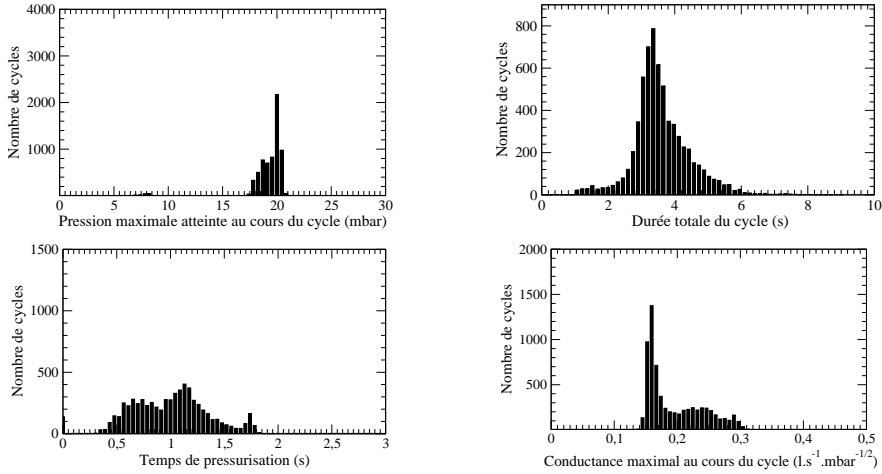 4000
3000
2000
1000
Nombre de cycles
0 5 10 15 20 25 30
Pression maximale atteinte au cours du cycle (mbar)
800
600
400
200
0
Nombre de cycles
0 2 4 6 8 10
Durée totale du cycle (s)
1500
1000
500
0
Nombre de cycles
0 0,5 1 1,5 2 2,5 3
Temps de pressurisation (s)
2000
1500
1000
500
Nombre de cycles
0 0,1 0,2 0,3 0,4 0,5
Conductance maximal au cours du cycle (l.s⁻¹.mbar⁻¹/²)